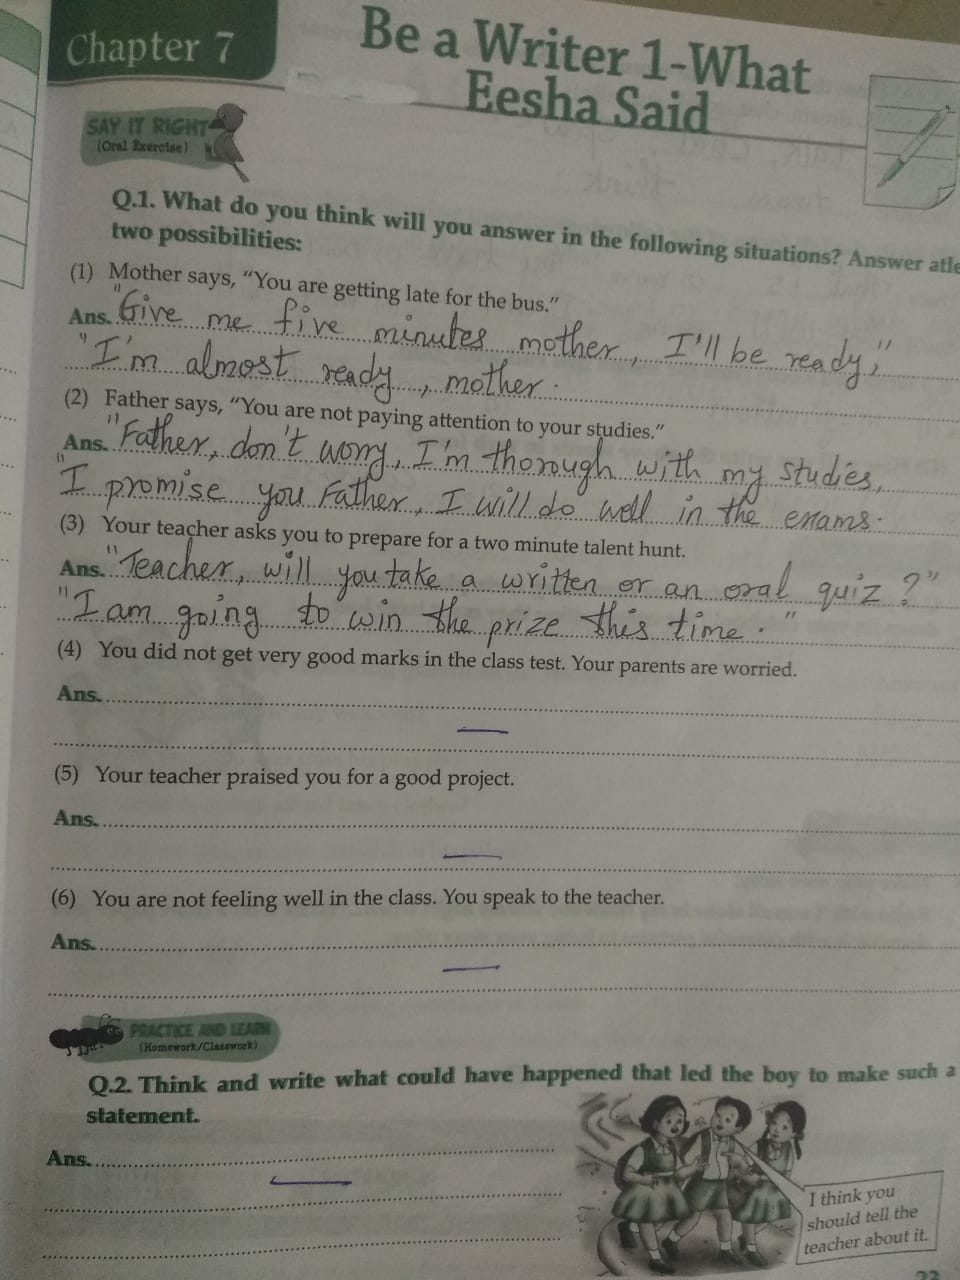 Chapter 7
Be a Writer 1-What
Eesha Said
SAY IT RIGHT
(Oral Exercise)
Q.1. What do you think will you answer in the following situations? Answer atle
two possibilities:
(1) Mother says, “You are getting late for the bus.”
Ans. "Give me five minutes mother, I'll be ready,"
"I'm almost ready, mother.
(2) Father says, “You are not paying attention to your studies.”
Ans. "Father, don't worry, I'm thorough with my studies,
"I promise you Father, I will do well in the exams.
(3) Your teacher asks you to prepare for a two minute talent hunt.
Ans. "Teacher, will you take a written or an oral quiz?"
"I am going to win the prize this time."
(4) You did not get very good marks in the class test. Your parents are worried.
Ans.
(5) Your teacher praised you for a good project.
Ans.
(6) You are not feeling well in the class. You speak to the teacher.
Ans.
PRACTICE AND LEARN
(Homework/Classwork)
Q.2. Think and write what could have happened that led the boy to make such a
statement.
Ans.
I think you
should tell the
teacher about it.